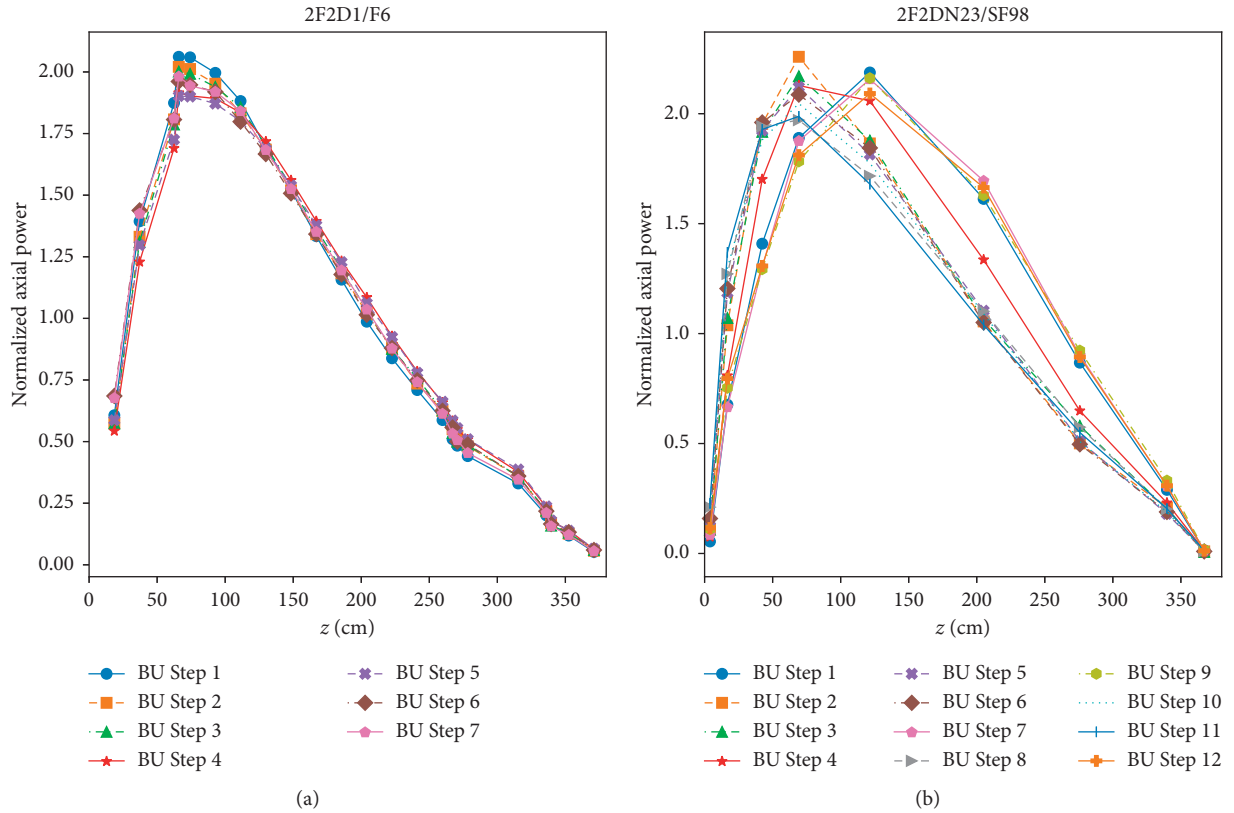 2F2D1/F6
Normalized axial power
2.00
1.75
1.50
1.25
1.00
0.75
0.50
0.25
0.00
0 50 100 150 200 250 300 350
z (cm)
BU Step 1
BU Step 2
BU Step 3
BU Step 4
BU Step 5
BU Step 6
BU Step 7
(a)
2F2DN23/SF98
Normalized axial power
2.0
1.5
1.0
0.5
0.0
0 50 100 150 200 250 300 350
z (cm)
BU Step 1
BU Step 2
BU Step 3
BU Step 4
BU Step 5
BU Step 6
BU Step 7
BU Step 8
BU Step 9
BU Step 10
BU Step 11
BU Step 12
(b)